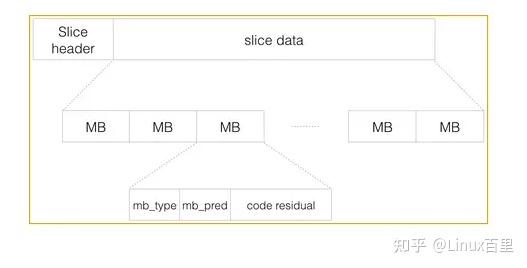 Slice
header
slice data
MB
MB
MB
MB
MB
mb_type
mb_pred
code residual
知乎 @Linux百里